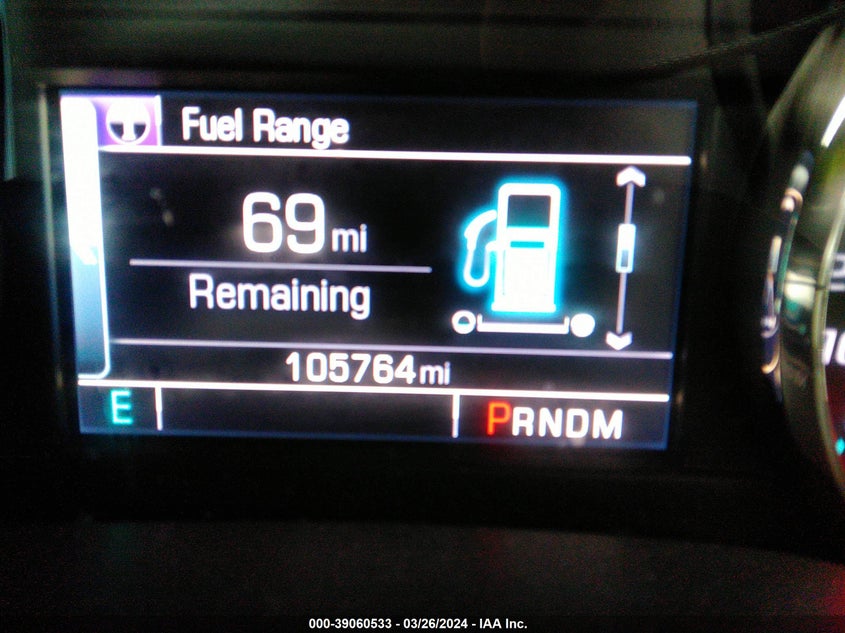 Fuel Range
69 mi
Remaining
105764 mi
E PRNDM
000-39060533 - 03/26/2024 - IAA Inc.